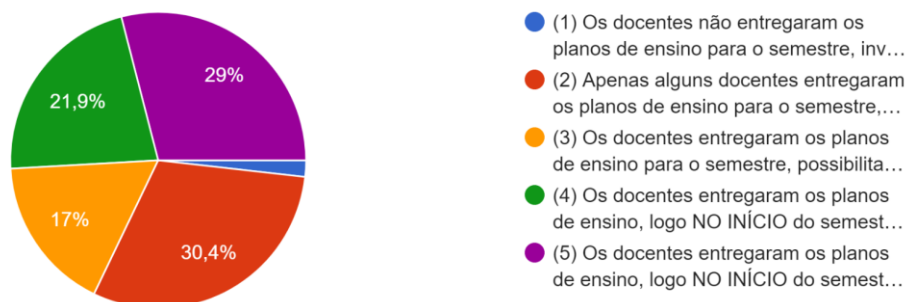 29%
21,9%
17%
30,4%
(1) Os docentes não entregaram os
planos de ensino para o semestre, inv…
(2) Apenas alguns docentes entregaram
os planos de ensino para o semestre,…
(3) Os docentes entregaram os planos
de ensino para o semestre, possibilita…
(4) Os docentes entregaram os planos
de ensino, logo NO INÍCIO do semest…
(5) Os docentes entregaram os planos
de ensino, logo NO INÍCIO do semest…